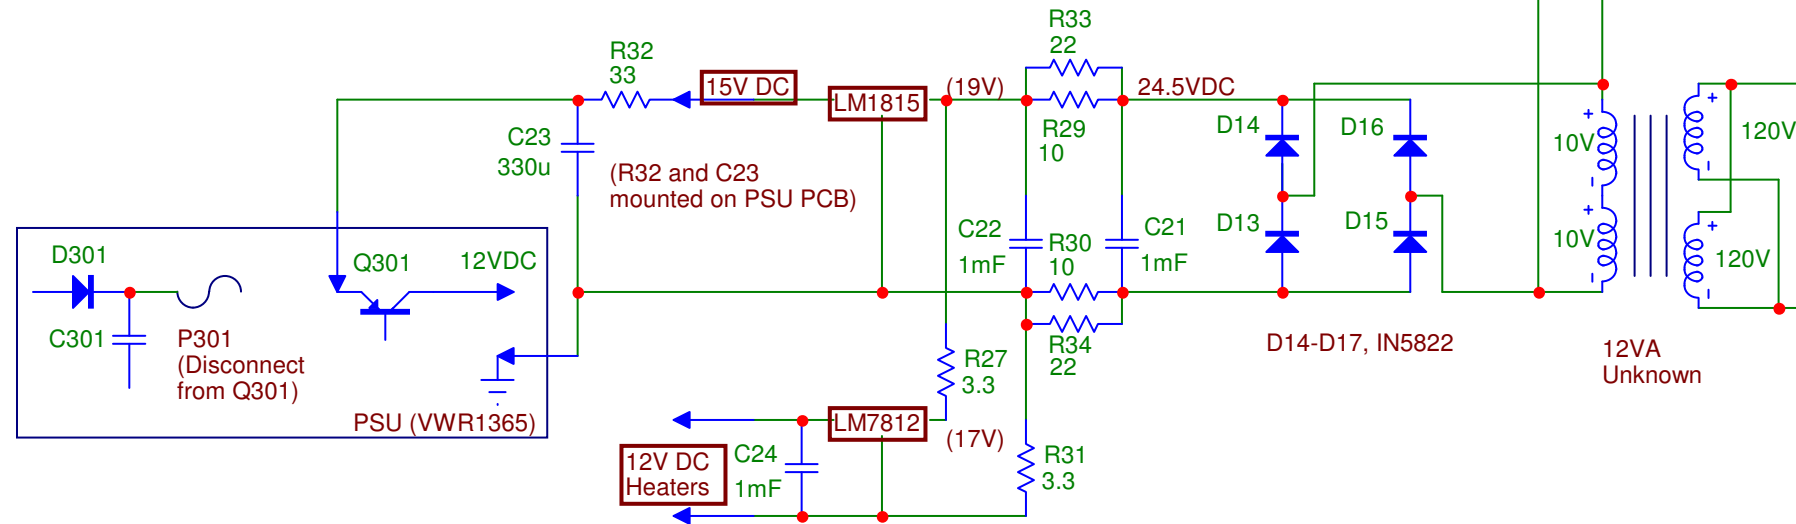 R33
22
R32
33
15V DC
(19V)
24.5VDC
LM1815
C23
330u
R29
10
D14
D16
10V
120V
(R32 and C23
mounted on PSU PCB)
C22
1mF
R30
10
C21
1mF
D13
D15
10V
120V
D301
Q301
12VDC
C301
P301
(Disconnect
from Q301)
PSU (VWR1365)
R34
22
R27
3.3
D14-D17, IN5822
12VA
Unknown
LM7812
(17V)
12V DC
Heaters
C24
1mF
R31
3.3